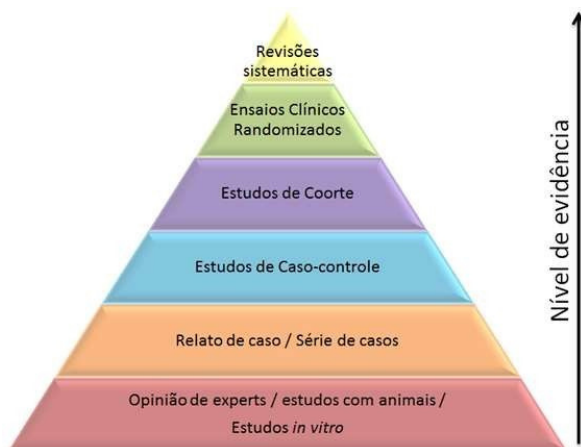 Revisões
sistemáticas
Ensaios Clínicos
Randomizados
Estudos de Coorte
Estudos de Caso-controle
Relato de caso / Série de casos
Opinião de experts / estudos com animais /
Estudos in vitro
Nível de evidência